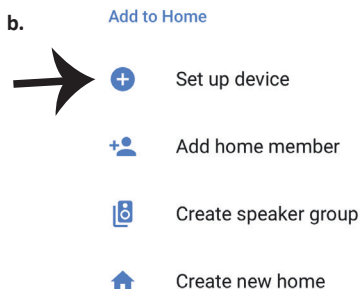 b.
Add to Home
Set up device
Add home member
Create speaker group
Create new home